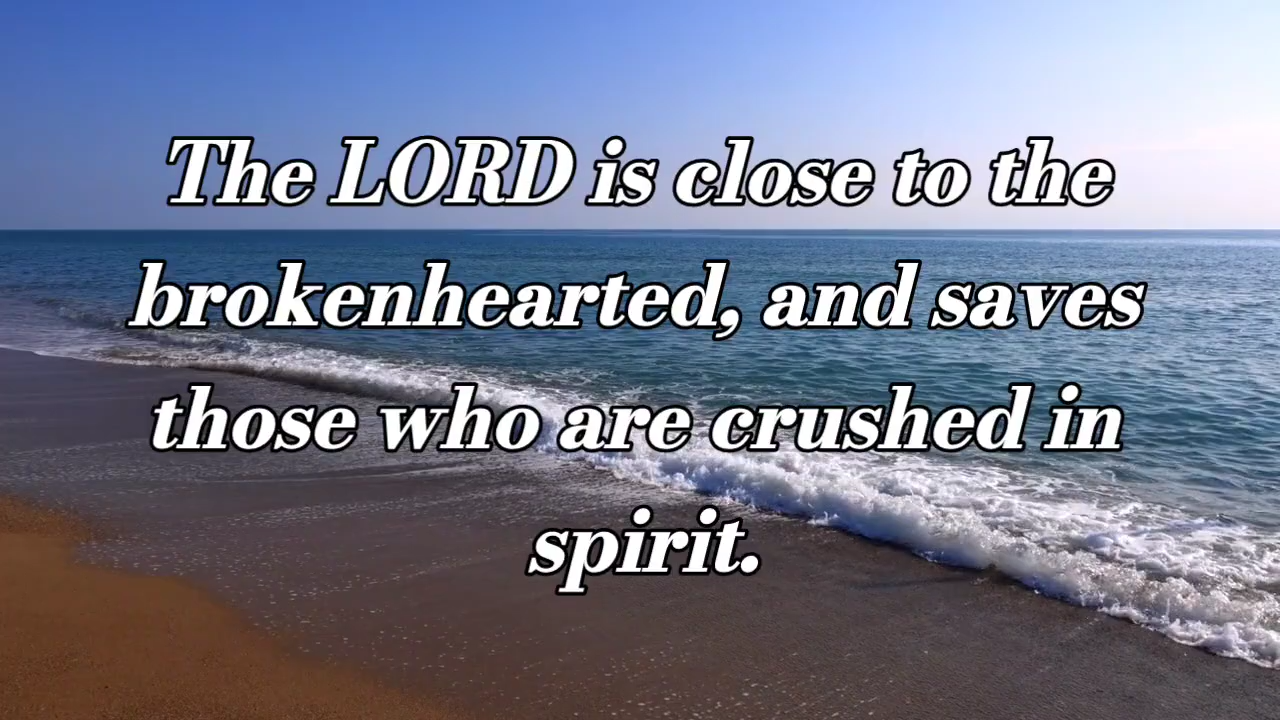 The LORD is close to the
brokenhearted, and saves
those who are crushed in
spirit.